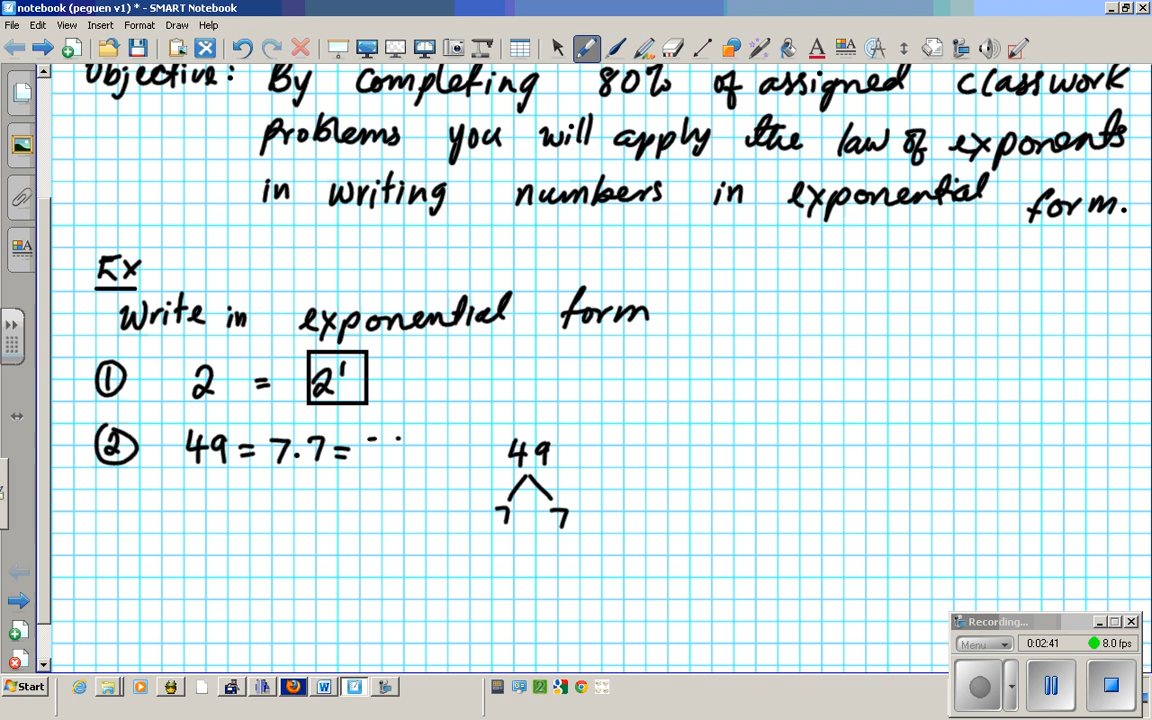 notebook (peguen v1) * - SMART Notebook
File Edit View Insert Format Draw Help
Objective: By completing 80% of assigned classwork
problems you will apply the law of exponents
in writing numbers in exponential form.
Ex
Write in exponential form
① 2 = 2¹
② 49 = 7.7 =
49
7 7
Recording...
Menu 0:02:41 8.0 fps
Start